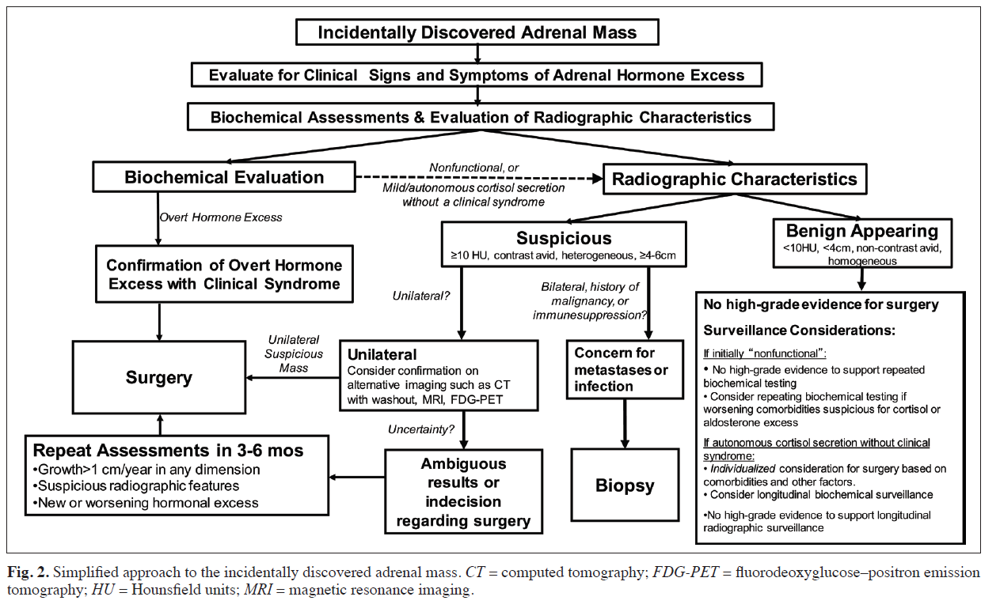 Incidentally Discovered Adrenal Mass
Evaluate for Clinical Signs and Symptoms of Adrenal Hormone Excess
Biochemical Assessments & Evaluation of Radiographic Characteristics
Biochemical Evaluation
Nonfunctional, or
Mild/autonomous cortisol secretion
without a clinical syndrome
Radiographic Characteristics
Overt Hormone Excess
Suspicious
≥10 HU, contrast avid, heterogeneous, ≥4-6cm
Benign Appearing
<10HU, <4cm, non-contrast avid,
homogeneous
Confirmation of Overt Hormone
Excess with Clinical Syndrome
Unilateral?
Bilateral, history of
malignancy, or
immunesuppression?
No high-grade evidence for surgery
Surveillance Considerations:
If initially “nonfunctional”:
• No high-grade evidence to support repeated
biochemical testing
• Consider repeating biochemical testing if
worsening comorbidities suspicious for cortisol or
aldosterone excess
If autonomous cortisol secretion without clinical
syndrome:
• Individualized consideration for surgery based on
comorbidities and other factors.
• Consider longitudinal biochemical surveillance
•No high-grade evidence to support longitudinal
radiographic surveillance
Surgery
Unilateral
Suspicious
Mass
Unilateral
Consider confirmation on
alternative imaging such as CT
with washout, MRI, FDG-PET
Concern for
metastases or
infection
Uncertainty?
Repeat Assessments in 3-6 mos
•Growth>1 cm/year in any dimension
•Suspicious radiographic features
•New or worsening hormonal excess
Ambiguous
results or
indecision
regarding surgery
Biopsy
Fig. 2. Simplified approach to the incidentally discovered adrenal mass. CT = computed tomography; FDG-PET = fluorodeoxyglucose–positron emission
tomography; HU = Hounsfield units; MRI = magnetic resonance imaging.